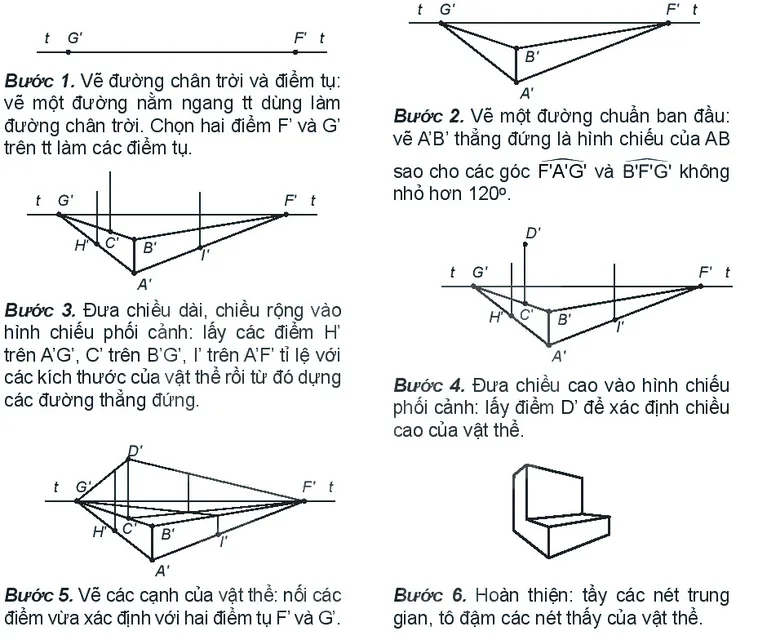 t G' F' t
Bước 1. Vẽ đường chân trời và điểm tụ:
vẽ một đường nằm ngang tt dùng làm
đường chân trời. Chọn hai điểm F’ và G’
trên tt làm các điểm tụ.
t G' F' t
B'
A'
Bước 2. Vẽ một đường chuẩn ban đầu:
vẽ A’B’ thẳng đứng là hình chiếu của AB
sao cho các góc F'A'G' và B'F'G' không
nhỏ hơn 120º.
t G' F' t
H' C' B' I'
A'
Bước 3. Đưa chiều dài, chiều rộng vào
hình chiếu phối cảnh: lấy các điểm H’
trên A’G’, C’ trên B’G’, I’ trên A’F’ tỉ lệ với
các kích thước của vật thể rồi từ đó dựng
các đường thẳng đứng.
D'
t G' F' t
H' C' B' I'
A'
Bước 4. Đưa chiều cao vào hình chiếu
phối cảnh: lấy điểm D’ để xác định chiều
cao của vật thể.
D'
t G' F' t
H' C' B' I'
A'
Bước 5. Vẽ các cạnh của vật thể: nối các
điểm vừa xác định với hai điểm tụ F’ và G’.
Bước 6. Hoàn thiện: tẩy các nét trung
gian, tô đậm các nét thấy của vật thể.